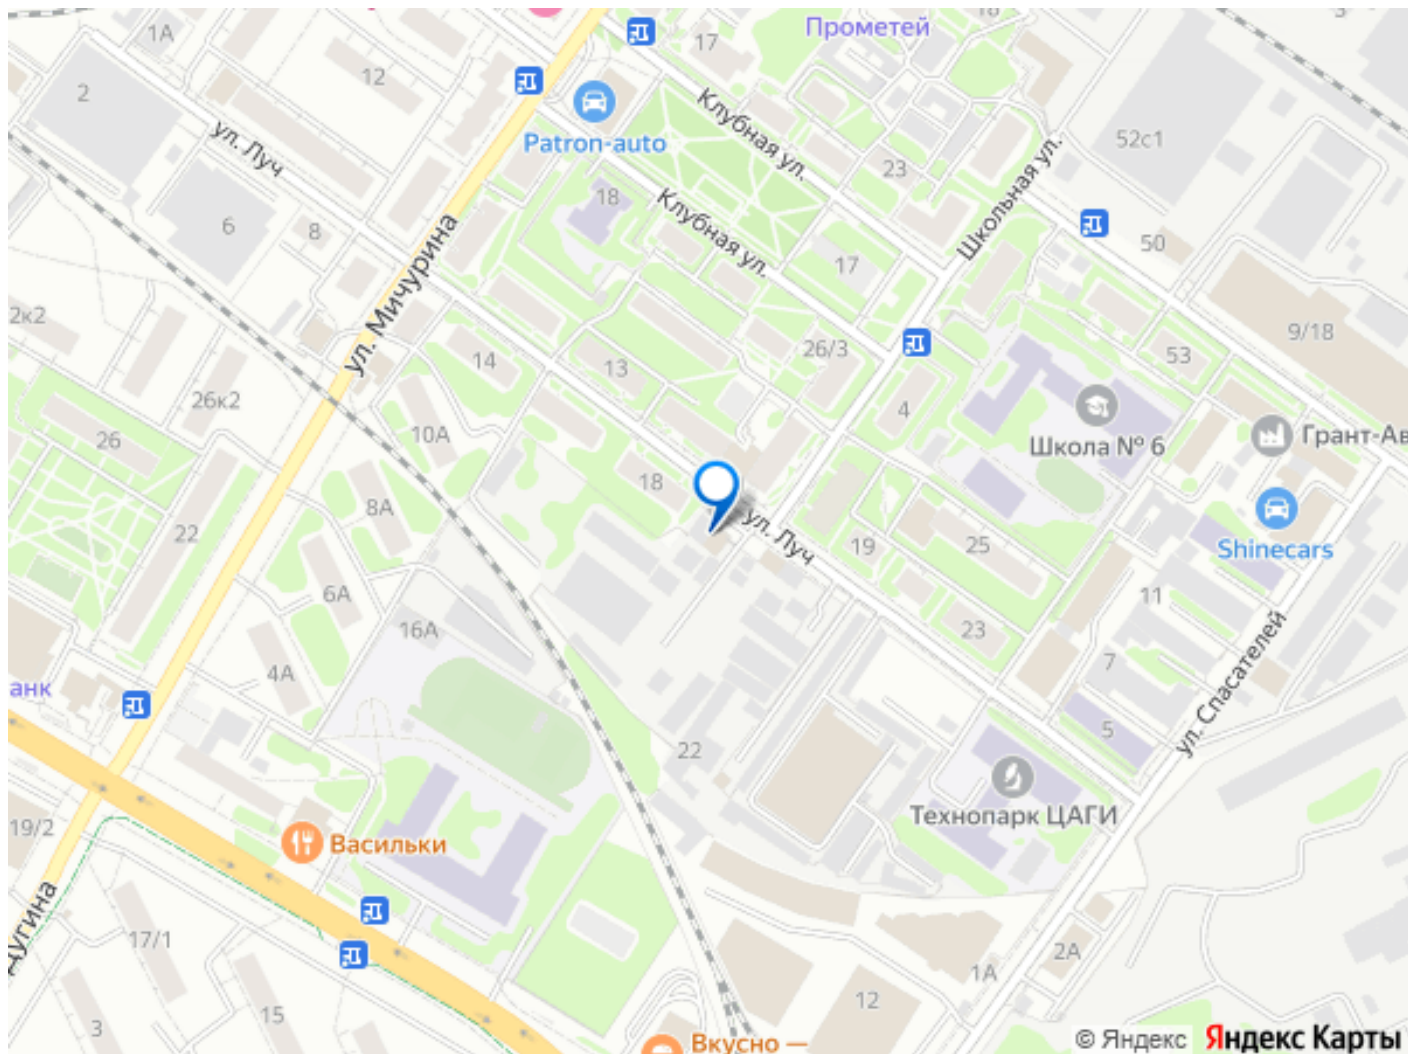 1А
12
2
17
Прометей
16
3
ул. Луч
Patron-auto
Клубная ул.
52с1
23
Школьная ул.
6
8
18
Клубная ул.
17
50
ул. Мичурина
2к2
14
13
26/3
53
9/18
26к2
26
10А
4
Школа № 6
Грант-Ав
18
8А
22
ул. Луч
19
25
Shinecars
6А
16А
11
23
4А
7
ул. Спасателей
анк
22
5
Технопарк ЦАГИ
19/2
Васильки
дугина
17/1
2А
1А
12
15
3
Вкусно —
© Яндекс Яндекс Карты